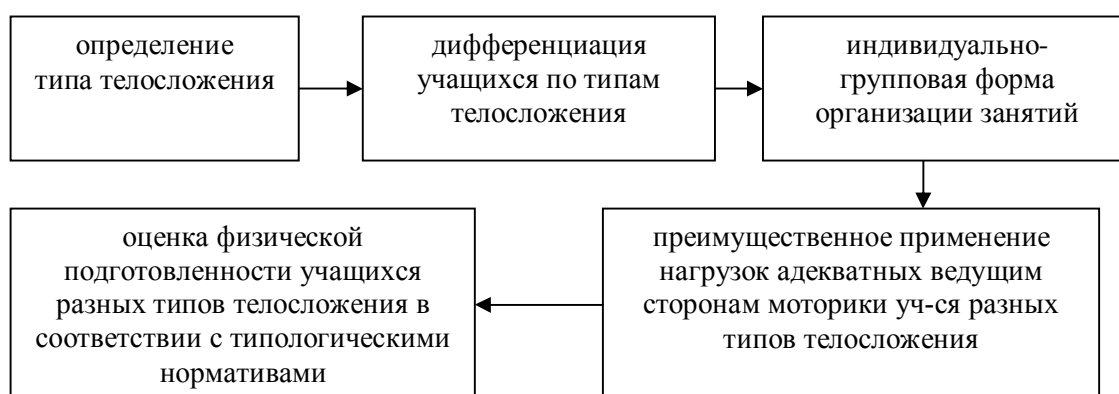 определение
типа телосложения
дифференциация
учащихся по типам
телосложения
индивидуально-
групповая форма
организации занятий
преимущественное применение
нагрузок адекватных ведущим
сторонам моторики уч-ся разных
типов телосложения
оценка физической
подготовленности учащихся
разных типов телосложения в
соответствии с типологическими
нормативами